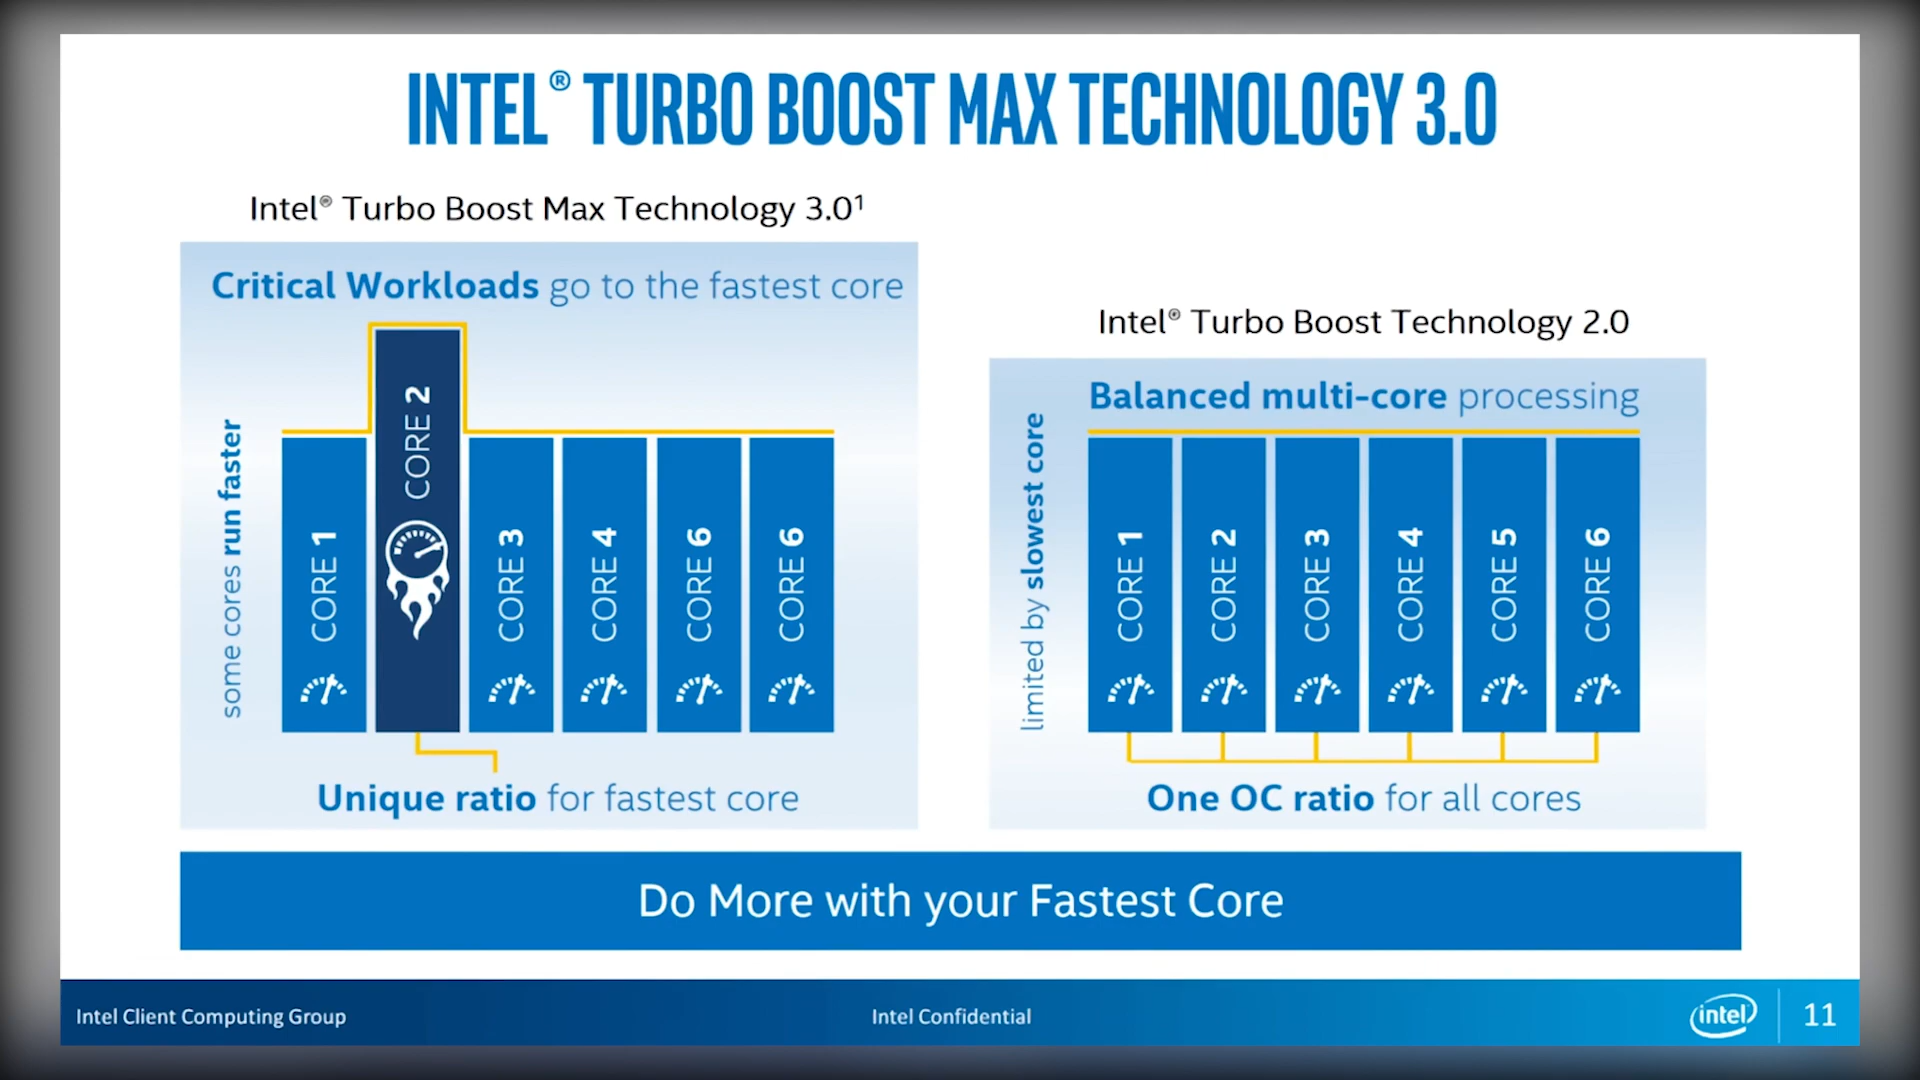 INTEL® TURBO BOOST MAX TECHNOLOGY 3.0
Intel® Turbo Boost Max Technology 3.0¹
Critical Workloads go to the fastest core
some cores run faster
CORE 1
CORE 2
CORE 3
CORE 4
CORE 6
CORE 6
Unique ratio for fastest core
Intel® Turbo Boost Technology 2.0
Balanced multi-core processing
limited by slowest core
CORE 1
CORE 2
CORE 3
CORE 4
CORE 5
CORE 6
One OC ratio for all cores
Do More with your Fastest Core
Intel Client Computing Group
Intel Confidential
intel
11